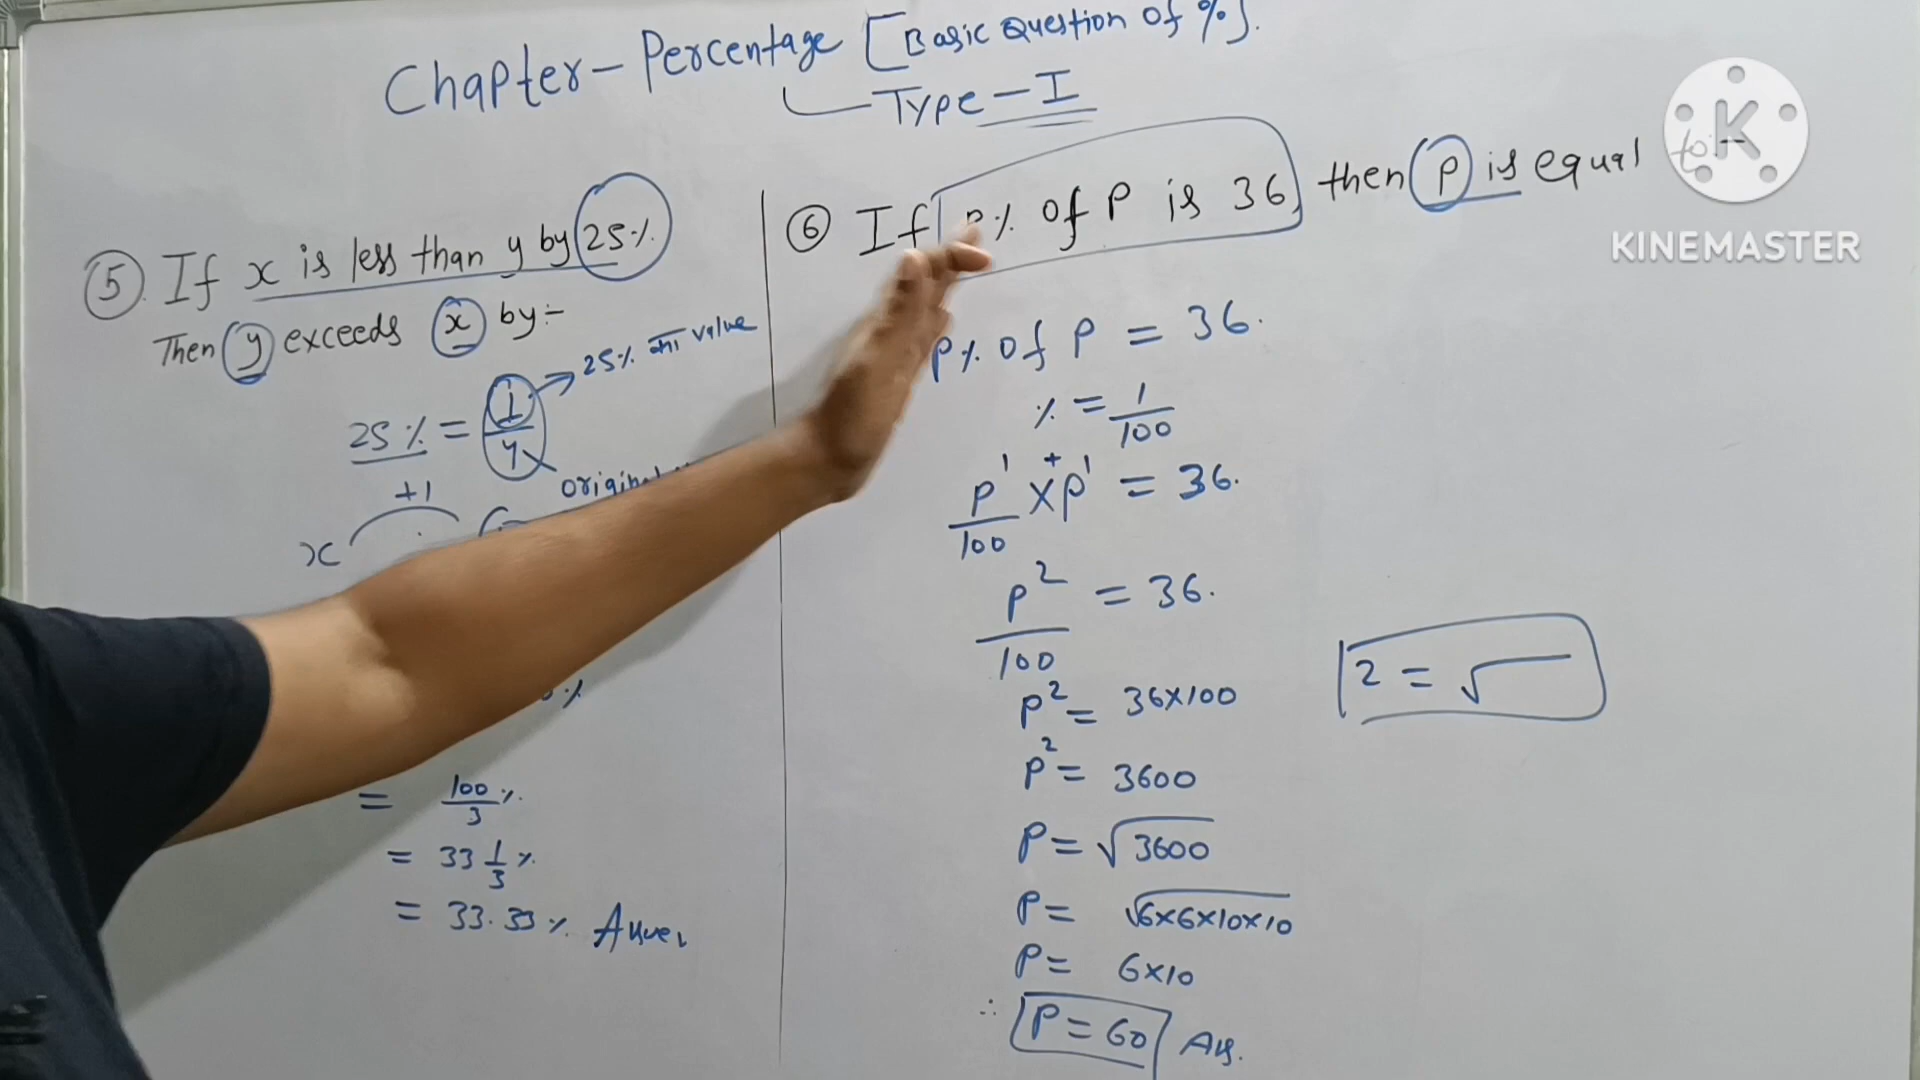 Chapter - Percentage [Basic Question Of %].
Type - I
⑤. If x is less than y by 25%.
Then y exceeds x by :-
25% = 1/4
25% का value
original
+1
x
%
= 100/3 %.
= 33 1/3 %.
= 33.33 %. Answer
⑥ If P% Of P is 36, then P is equal to :-
P% Of P = 36.
% = 1/100
P¹/100 × P¹ = 36.
+
P²/100 = 36.
P² = 36×100
P² = 3600
P = √3600
P = √6×6×10×10
P = 6×10
∴ P = 60 Ans.
2 = √
KINEMASTER